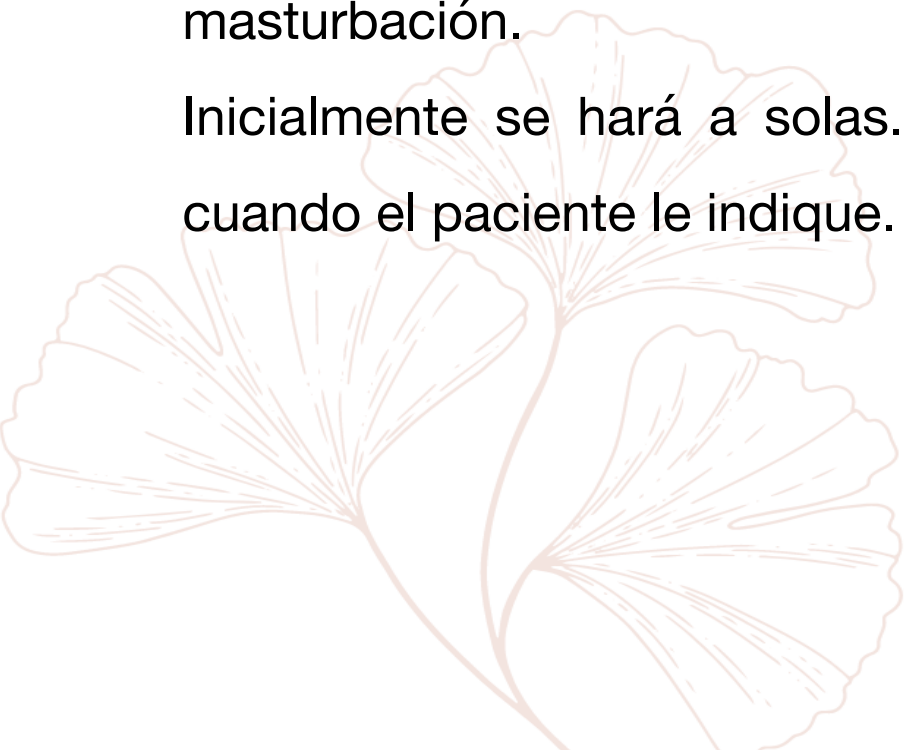 masturbación.
Inicialmente se hará a solas.
cuando el paciente le indique.